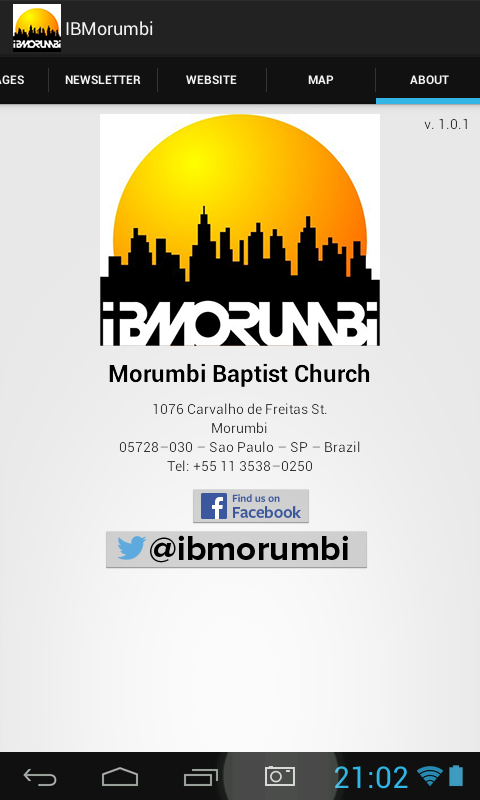 IBMORUMBI
IBMorumbi
AGES
NEWSLETTER
WEBSITE
MAP
ABOUT
v. 1.0.1
iBMORUMBi
Morumbi Baptist Church
1076 Carvalho de Freitas St.
Morumbi
05728–030 – Sao Paulo – SP – Brazil
Tel: +55 11 3538–0250
Find us on
Facebook
@ibmorumbi
21:02